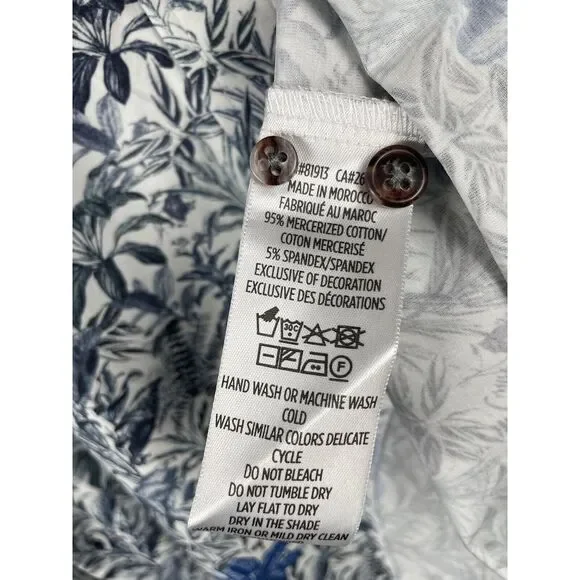 #81913 CA#26
MADE IN MOROCCO
FABRIQUÉ AU MAROC
95% MERCERIZED COTTON/
COTON MERCERISÉ
5% SPANDEX/SPANDEX
EXCLUSIVE OF DECORATION
EXCLUSIVE DES DÉCORATIONS
30C
F
HAND WASH OR MACHINE WASH
COLD
WASH SIMILAR COLORS DELICATE
CYCLE
DO NOT BLEACH
DO NOT TUMBLE DRY
LAY FLAT TO DRY
DRY IN THE SHADE
WARM IRON OR MILD DRY CLEAN